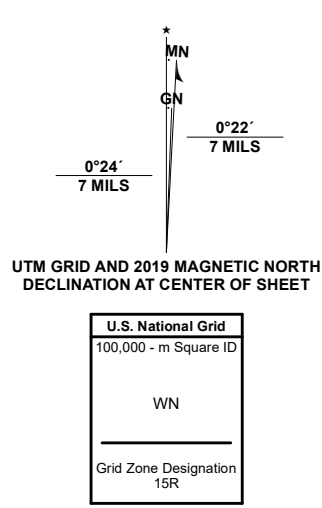 ★
MN
GN
0°22´
7 MILS
0°24´
7 MILS
UTM GRID AND 2019 MAGNETIC NORTH
DECLINATION AT CENTER OF SHEET
U.S. National Grid
100,000 - m Square ID
WN
Grid Zone Designation
15R